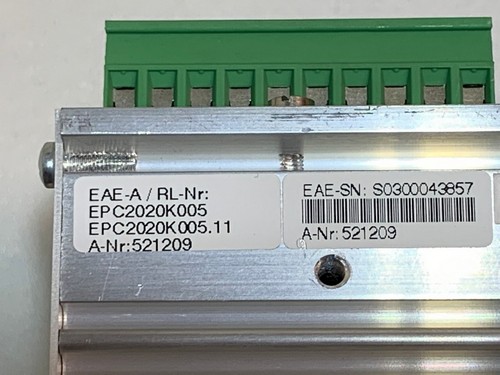 EAE-A / RL-Nr:
EPC2020K005
EPC2020K005.11
A-Nr:521209
EAE-SN: S0300043857
A-Nr: 521209